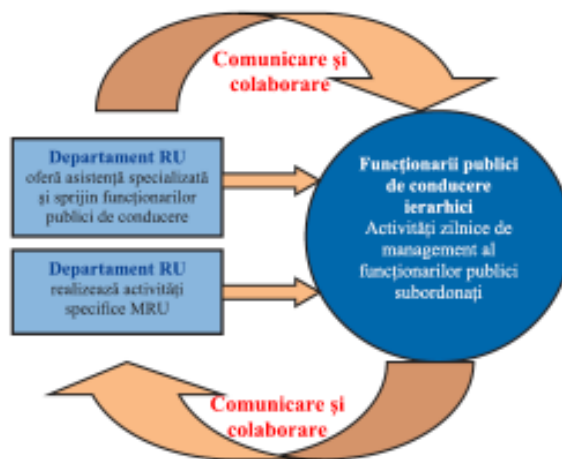 Comunicare și
colaborare
Departament RU
oferă asistență specializată
și sprijin funcționarilor
publici de conducere
Departament RU
realizează activități
specifice MRU
Funcționarii publici
de conducere
ierarhici
Activități zilnice de
management al
funcționarilor publici
subordonați
Comunicare și
colaborare